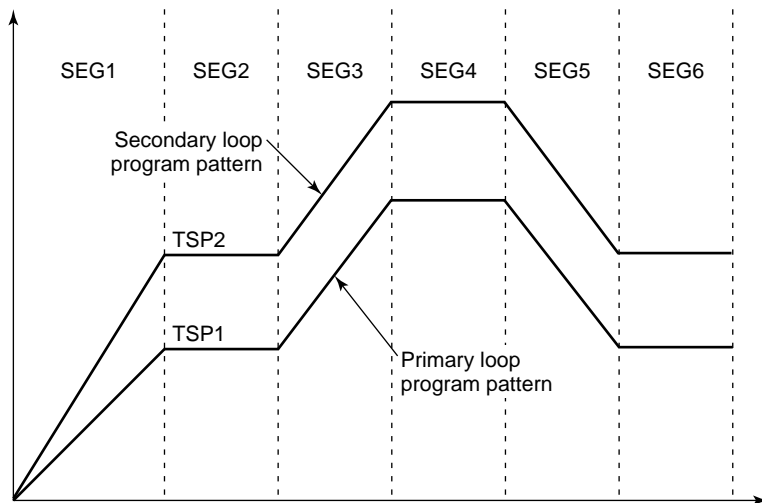 SEG1 SEG2 SEG3 SEG4 SEG5 SEG6
Secondary loop
program pattern
TSP2
TSP1
Primary loop
program pattern